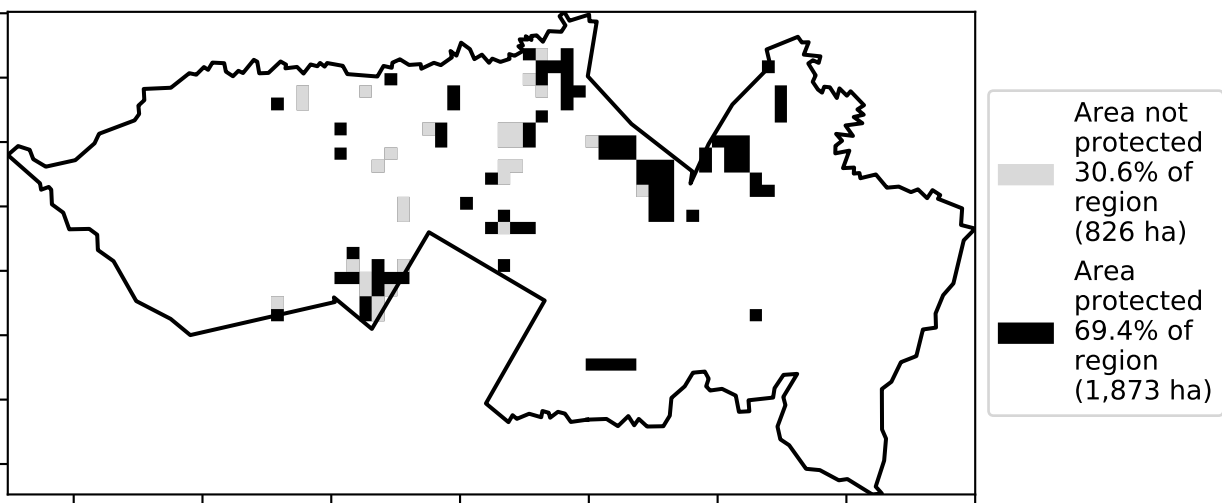 Area not
protected
30.6% of
region
(826 ha)
Area
protected
69.4% of
region
(1,873 ha)